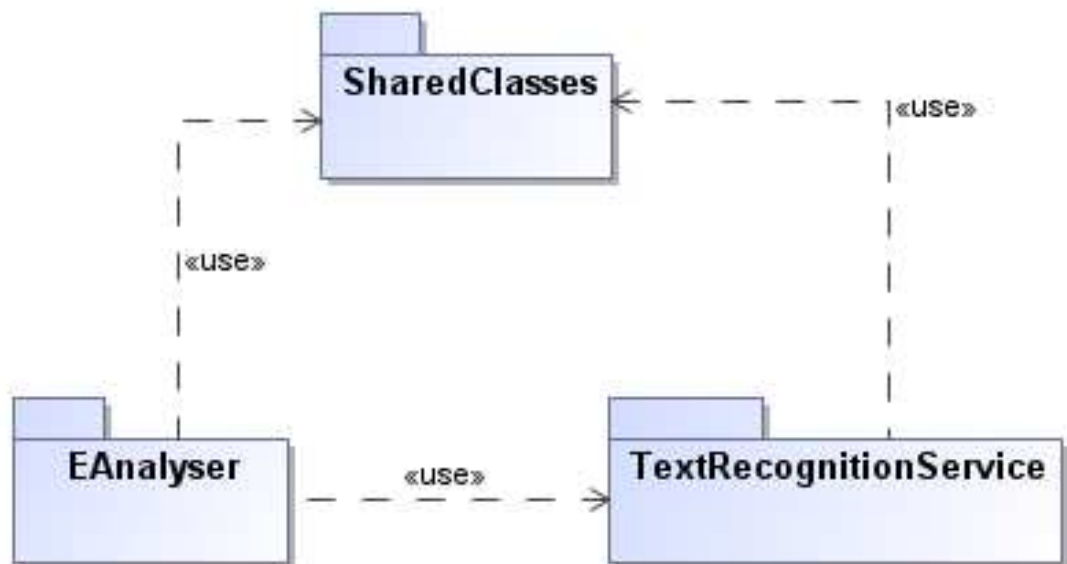 SharedClasses
«use»
«use»
EAnalyser
«use»
TextRecognitionService